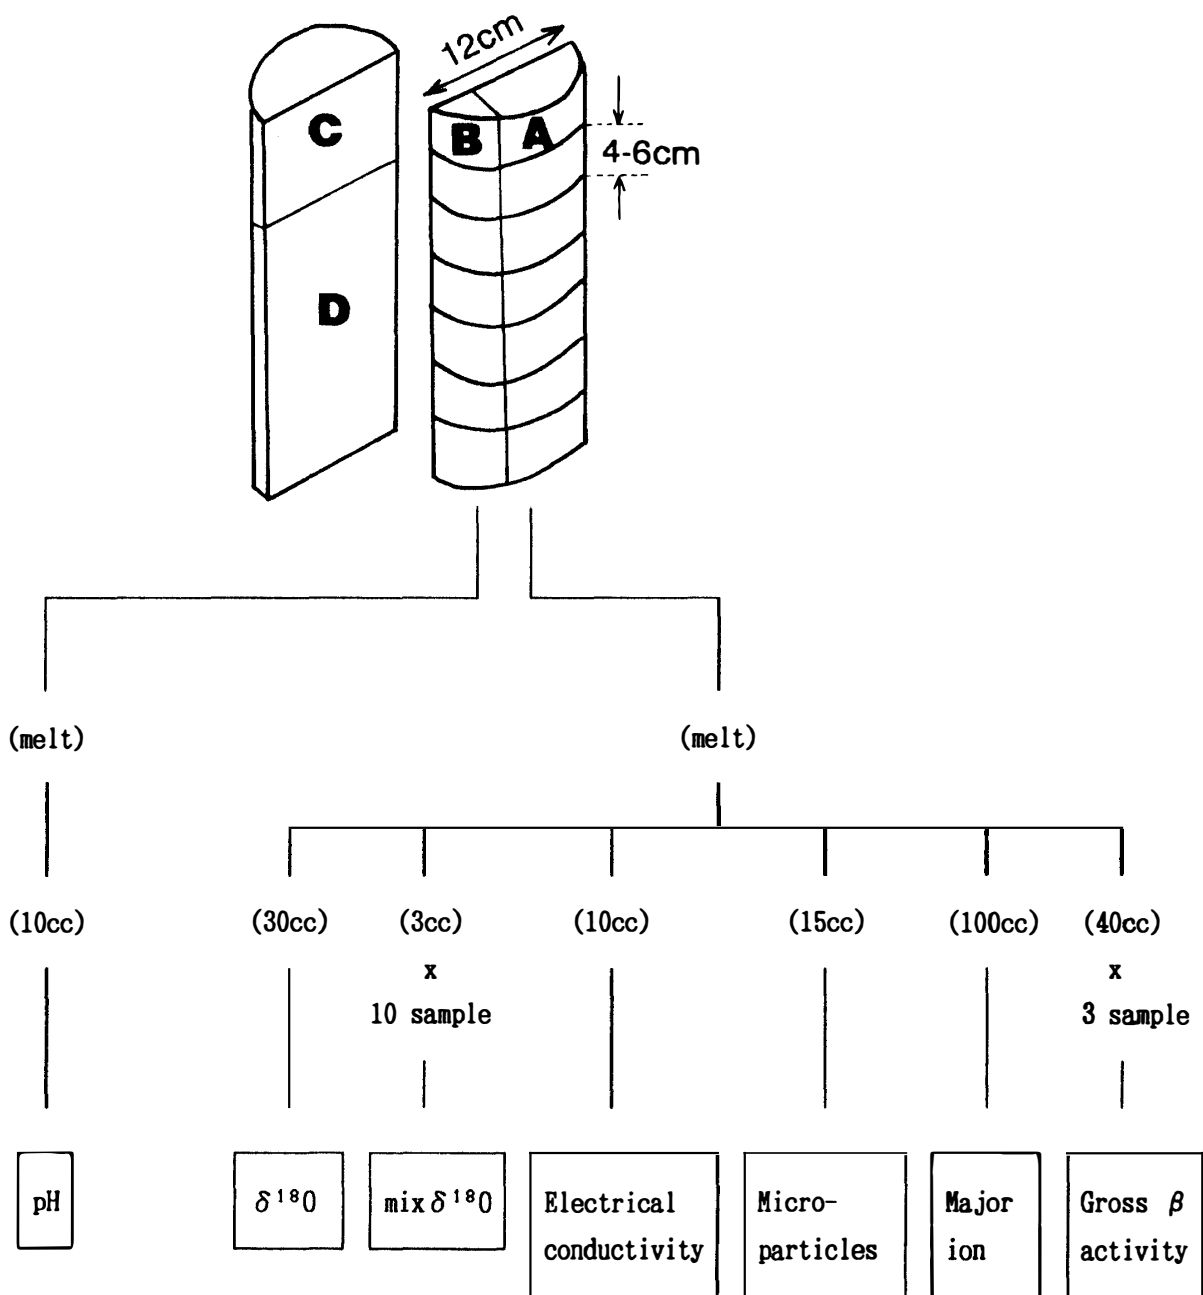 12cm
C
B
A
4-6cm
D
(melt)
(melt)
(10cc)
(30cc)
(3cc)
x
10 sample
(10cc)
(15cc)
(100cc)
(40cc)
x
3 sample
pH
δ¹⁸O
mix δ¹⁸O
Electrical
conductivity
Micro-
particles
Major
ion
Gross β
activity